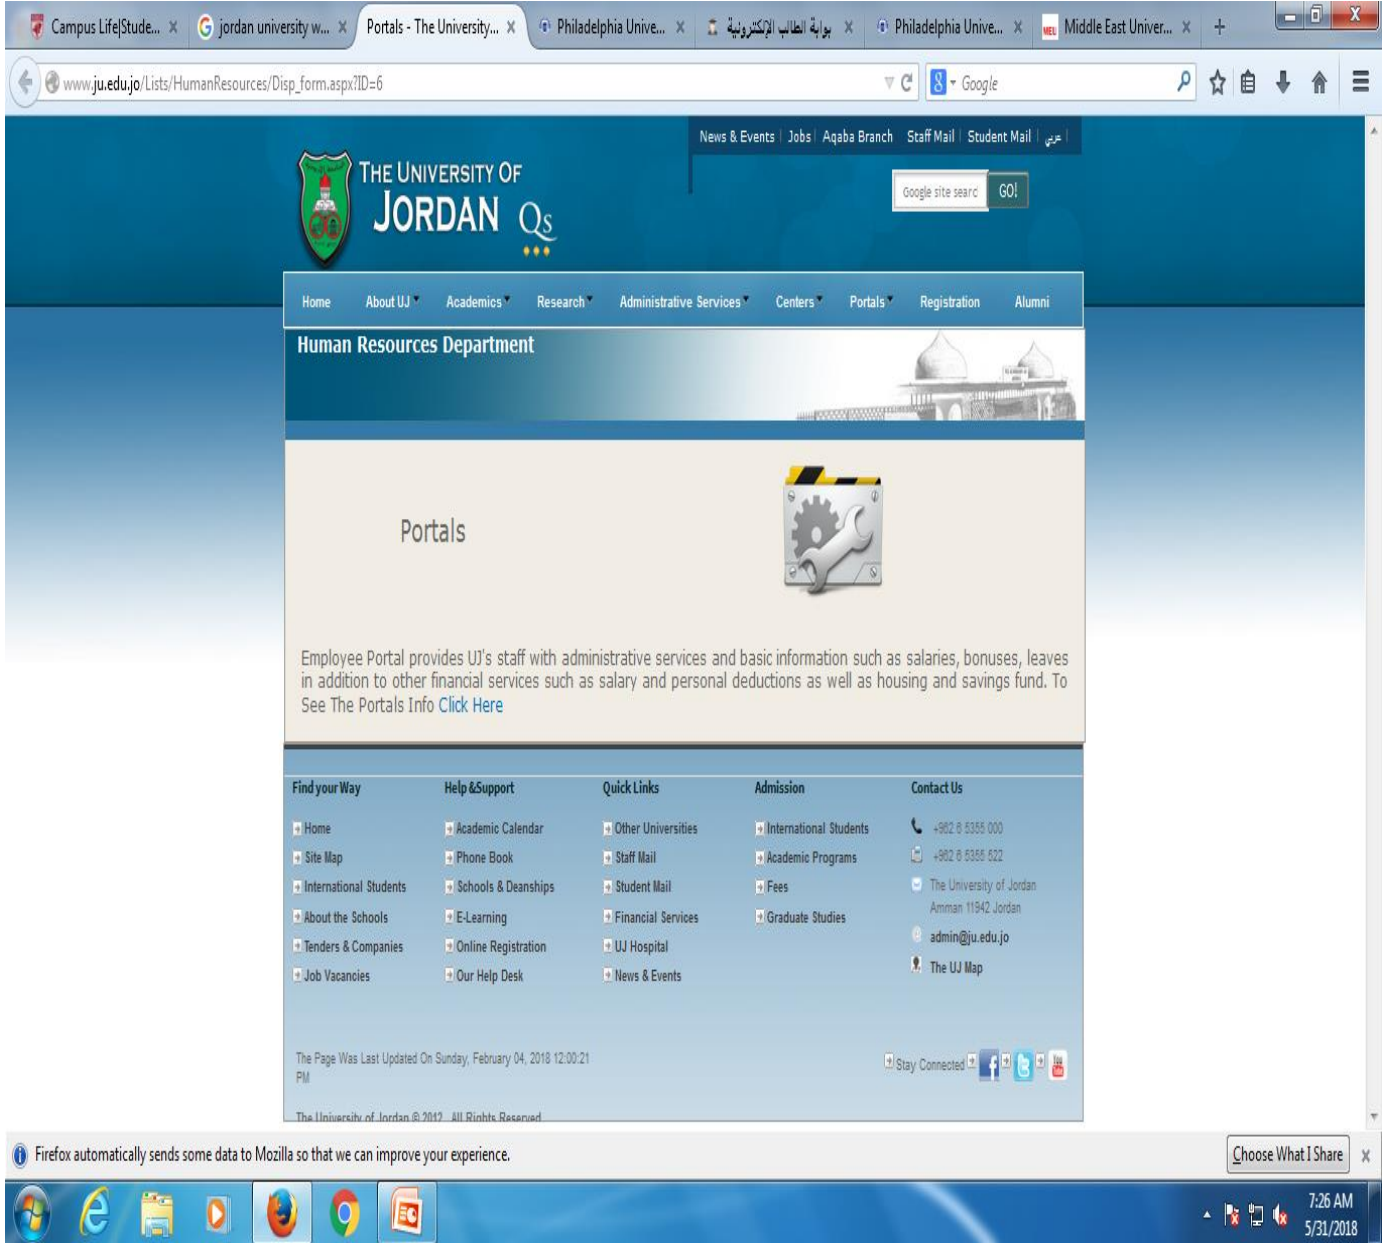 Campus Life|Stude...
jordan university w...
Portals - The University...
Philadelphia Unive...
بوابة الطالب الإلكترونية
Philadelphia Unive...
MEU Middle East Univer...
www.ju.edu.jo/Lists/HumanResources/Disp_form.aspx?ID=6
Google
News & Events | Jobs | Aqaba Branch Staff Mail | Student Mail | عربي |
THE UNIVERSITY OF
JORDAN QS
Google site searc GO!
Home About UJ Academics Research Administrative Services Centers Portals Registration Alumni
Human Resources Department
Portals
Employee Portal provides UJ's staff with administrative services and basic information such as salaries, bonuses, leaves
in addition to other financial services such as salary and personal deductions as well as housing and savings fund. To
See The Portals Info Click Here
Find your Way
Home
Site Map
International Students
About the Schools
Tenders & Companies
Job Vacancies
Help &Support
Academic Calendar
Phone Book
Schools & Deanships
E-Learning
Online Registration
Our Help Desk
Quick Links
Other Universities
Staff Mail
Student Mail
Financial Services
UJ Hospital
News & Events
Admission
International Students
Academic Programs
Fees
Graduate Studies
Contact Us
+962 6 5355 000
+962 6 5355 522
The University of Jordan
Amman 11942 Jordan
admin@ju.edu.jo
The UJ Map
The Page Was Last Updated On Sunday, February 04, 2018 12:00:21
PM
Stay Connected
The University of Jordan © 2012 All Rights Reserved
Firefox automatically sends some data to Mozilla so that we can improve your experience.
Choose What I Share
7:26 AM
5/31/2018